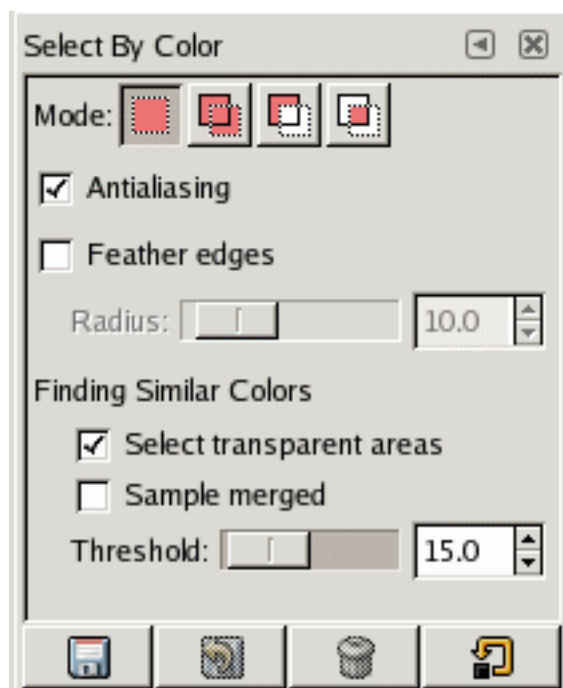 Select By Color
Mode:
Antialiasing
Feather edges
Radius: 10.0
Finding Similar Colors
Select transparent areas
Sample merged
Threshold: 15.0